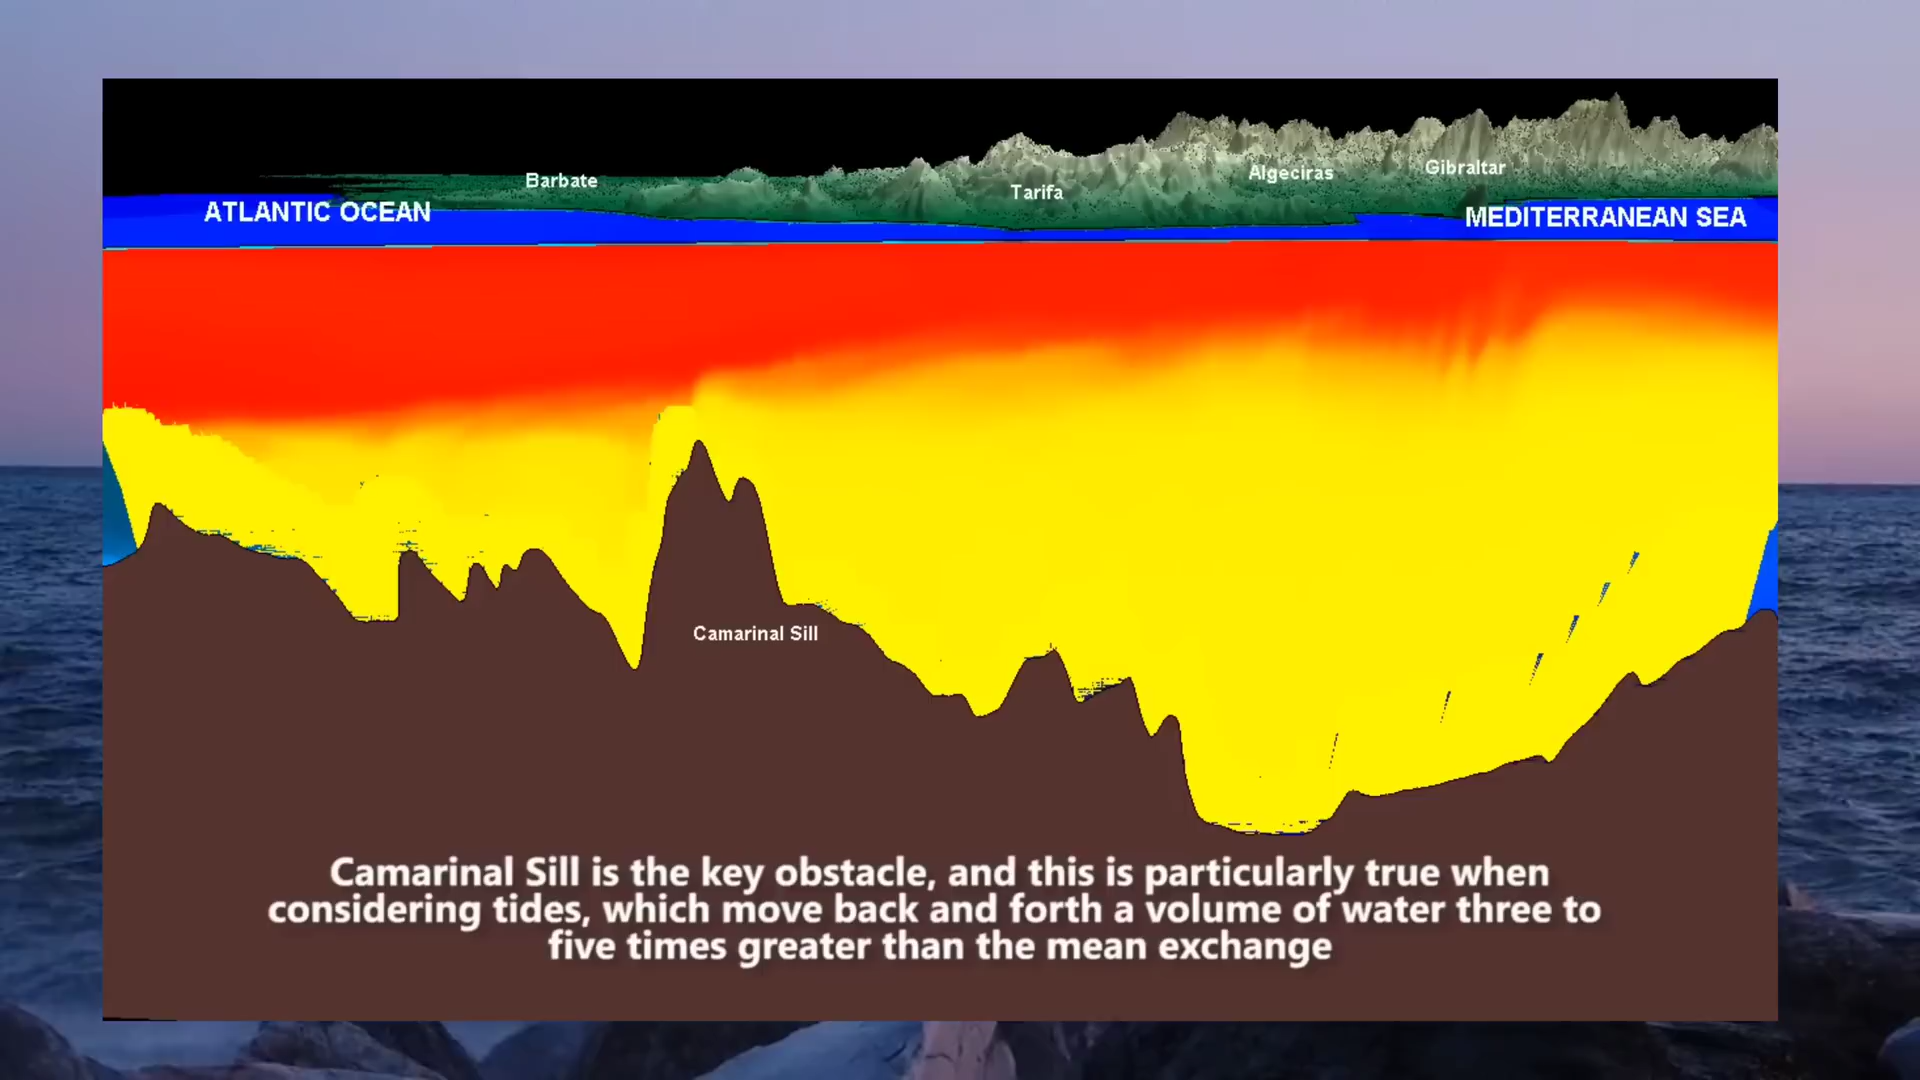 Barbate
Tarifa
Algeciras
Gibraltar
ATLANTIC OCEAN
MEDITERRANEAN SEA
Camarinal Sill
Camarinal Sill is the key obstacle, and this is particularly true when
considering tides, which move back and forth a volume of water three to
five times greater than the mean exchange